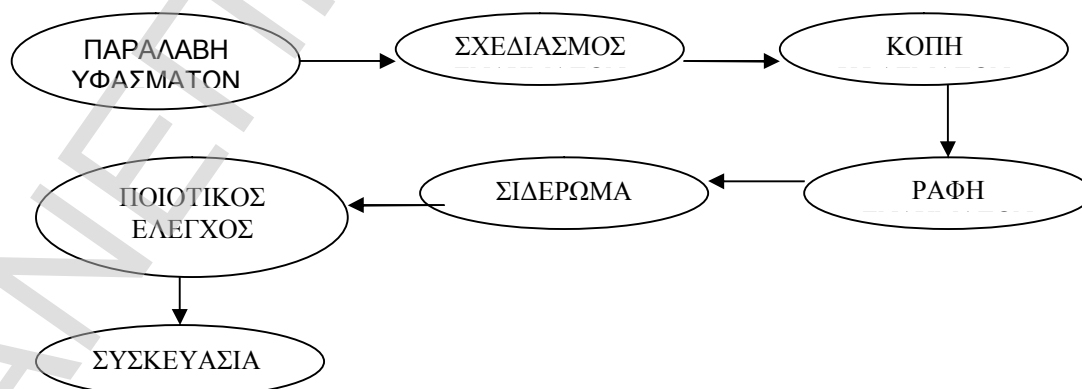 ΠΑΡΑΛΑΒΗ
ΥΦΑΣΜΑΤΩΝ
ΣΧΕΔΙΑΣΜΟΣ
ΚΟΠΗ
ΡΑΦΗ
ΣΙΔΕΡΩΜΑ
ΠΟΙΟΤΙΚΟΣ
ΕΛΕΓΧΟΣ
ΣΥΣΚΕΥΑΣΙΑ